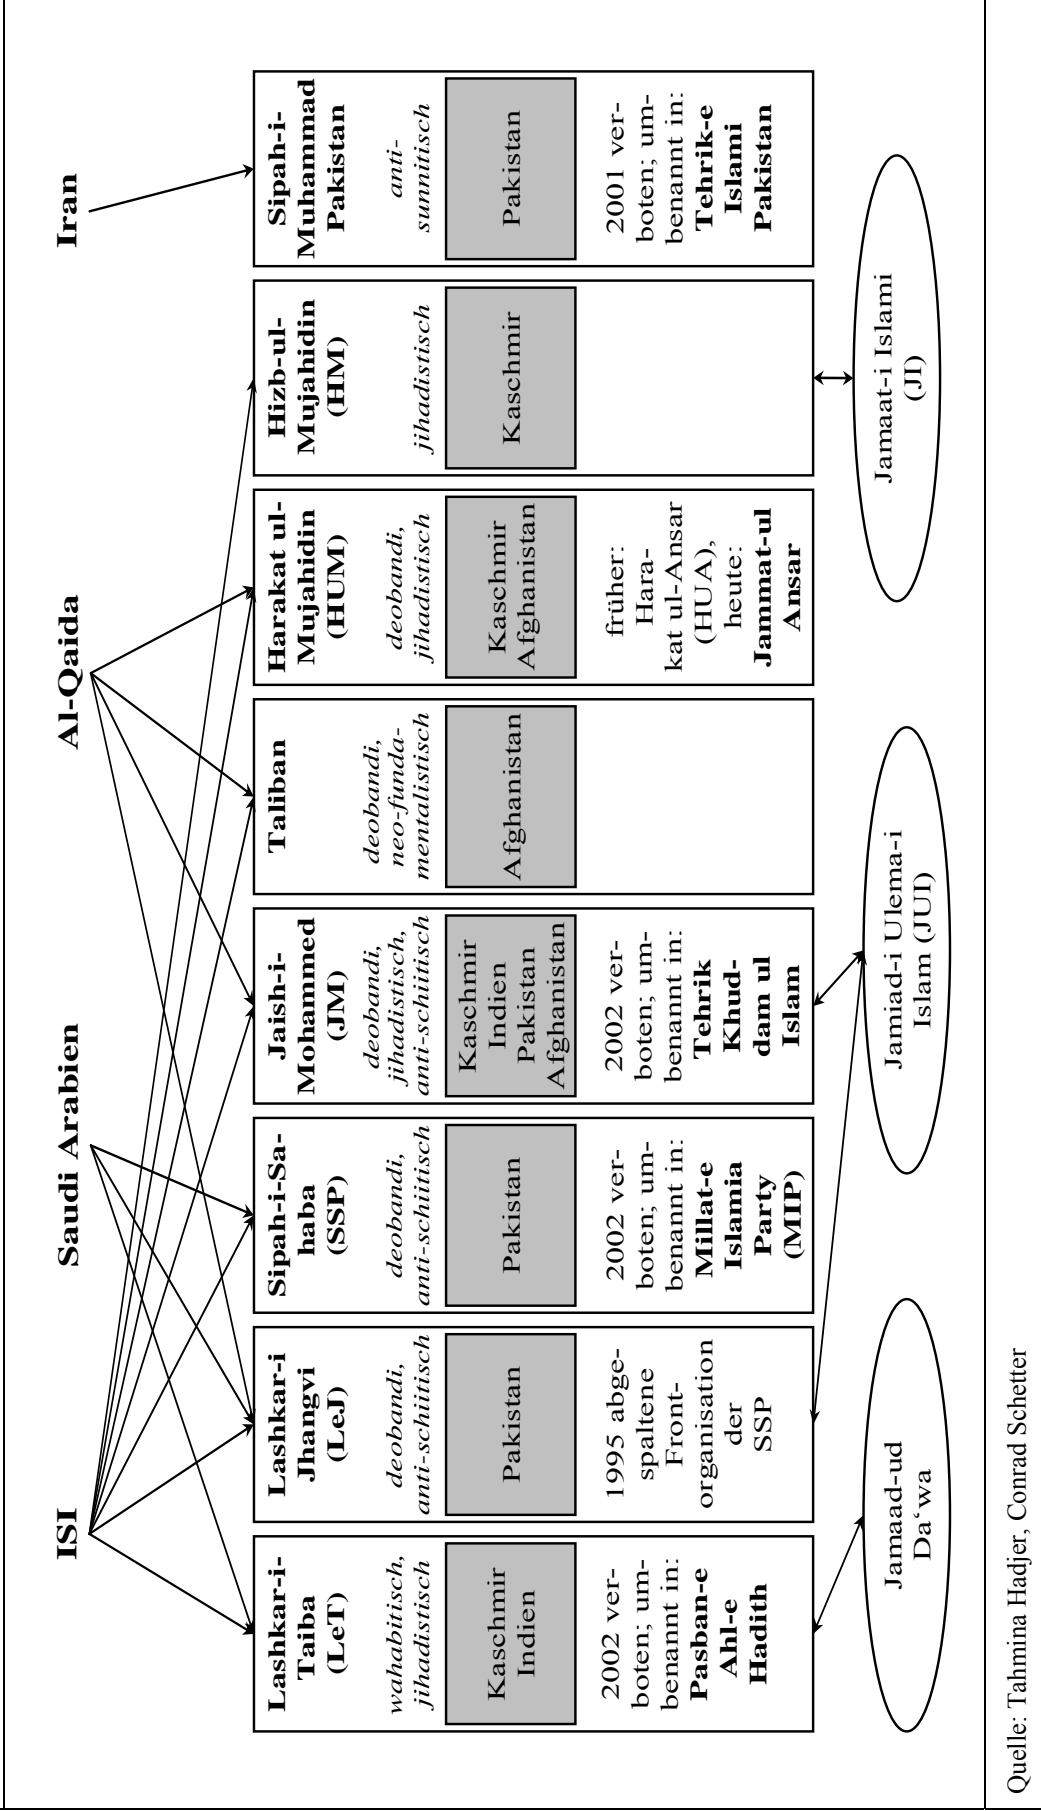 ISI
Saudi Arabien
Al-Qaida
Iran
Lashkar-i-
Taiba
(LeT)
wahabitisch,
jihadistisch
Kaschmir
Indien
2002 ver-
boten; um-
benannt in:
Pasban-e
Ahl-e
Hadith
Lashkar-i
Jhangvi
(LeJ)
deobandi,
anti-schiitisch
Pakistan
1995 abge-
spaltene
Front-
organisation
der
SSP
Sipah-i-Sa-
haba
(SSP)
deobandi,
anti-schiitisch
Pakistan
2002 ver-
boten; um-
benannt in:
Millat-e
Islamia
Party
(MIP)
Jaish-i-
Mohammed
(JM)
deobandi,
jihadistisch,
anti-schiitisch
Kaschmir
Indien
Pakistan
Afghanistan
2002 ver-
boten; um-
benannt in:
Tehrik
Khud-
dam ul
Islam
Taliban
deobandi,
neo-funda-
mentalistisch
Afghanistan
Harakat ul-
Mujahidin
(HUM)
deobandi,
jihadistisch
Kaschmir
Afghanistan
früher:
Hara-
kat ul-Ansar
(HUA),
heute:
Jammat-ul
Ansar
Hizb-ul-
Mujahidin
(HM)
jihadistisch
Kaschmir
Sipah-i-
Muhammad
Pakistan
anti-
sunnitisch
Pakistan
2001 ver-
boten; um-
benannt in:
Tehrik-e
Islami
Pakistan
Jamaad-ud
Da‘wa
Jamiad-i Ulema-i
Islam (JUI)
Jamaat-i Islami
(JI)
Quelle: Tahmina Hadjer, Conrad Schetter